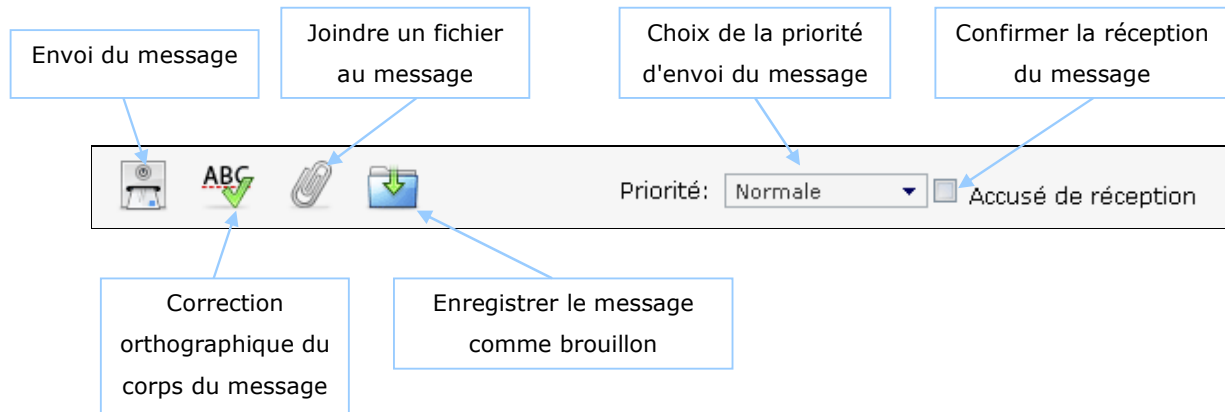 Envoi du message
Joindre un fichier
au message
Choix de la priorité
d'envoi du message
Confirmer la réception
du message
ABC
Priorité:
Normale
Accusé de réception
Correction
orthographique du
corps du message
Enregistrer le message
comme brouillon